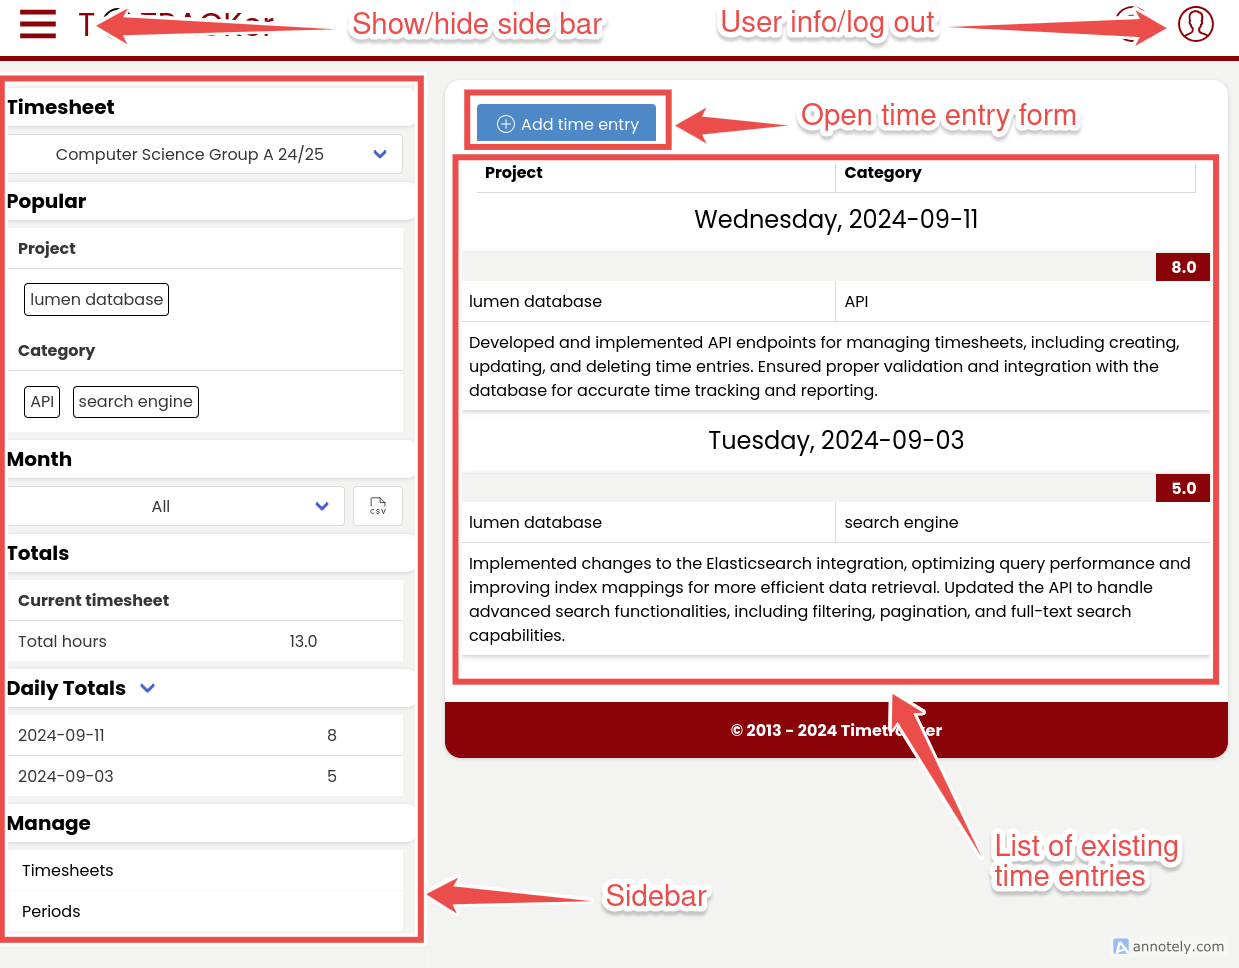 Show/hide side bar
User info/log out
Timesheet
Computer Science Group A 24/25
Popular
Project
lumen database
Category
API search engine
Month
All
CSV
Totals
Current timesheet
Total hours 13.0
Daily Totals
2024-09-11 8
2024-09-03 5
Manage
Timesheets
Periods
Sidebar
Add time entry
Open time entry form
Project Category
Wednesday, 2024-09-11
8.0
lumen database API
Developed and implemented API endpoints for managing timesheets, including creating,
updating, and deleting time entries. Ensured proper validation and integration with the
database for accurate time tracking and reporting.
Tuesday, 2024-09-03
5.0
lumen database search engine
Implemented changes to the Elasticsearch integration, optimizing query performance and
improving index mappings for more efficient data retrieval. Updated the API to handle
advanced search functionalities, including filtering, pagination, and full-text search
capabilities.
© 2013 - 2024
List of existing
time entries
annotely.com